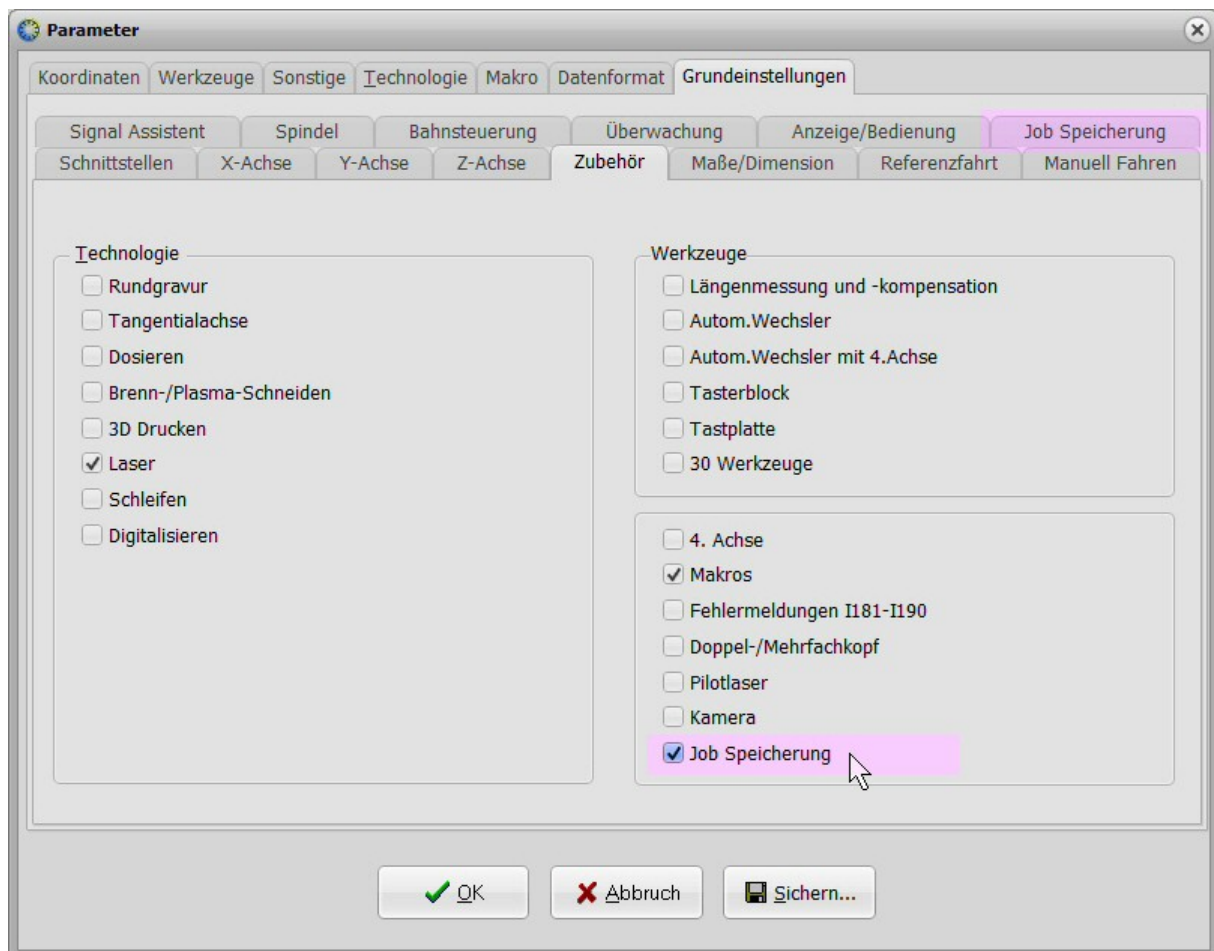 Parameter
Koordinaten Werkzeuge Sonstige Technologie Makro Datenformat Grundeinstellungen
Signal Assistent Spindel Bahnsteuerung Überwachung Anzeige/Bedienung Job Speicherung
Schnittstellen X-Achse Y-Achse Z-Achse Zubehör Maße/Dimension Referenzfahrt Manuell Fahren
Technologie
Rundgravur
Tangentialachse
Dosieren
Brenn-/Plasma-Schneiden
3D Drucken
Laser
Schleifen
Digitalisieren
Werkzeuge
Längenmessung und -kompensation
Autom.Wechsler
Autom.Wechsler mit 4.Achse
Tasterblock
Tastplatte
30 Werkzeuge
4. Achse
Makros
Fehlermeldungen I181-I190
Doppel-/Mehrfachkopf
Pilotlaser
Kamera
Job Speicherung
OK Abbruch Sichern...